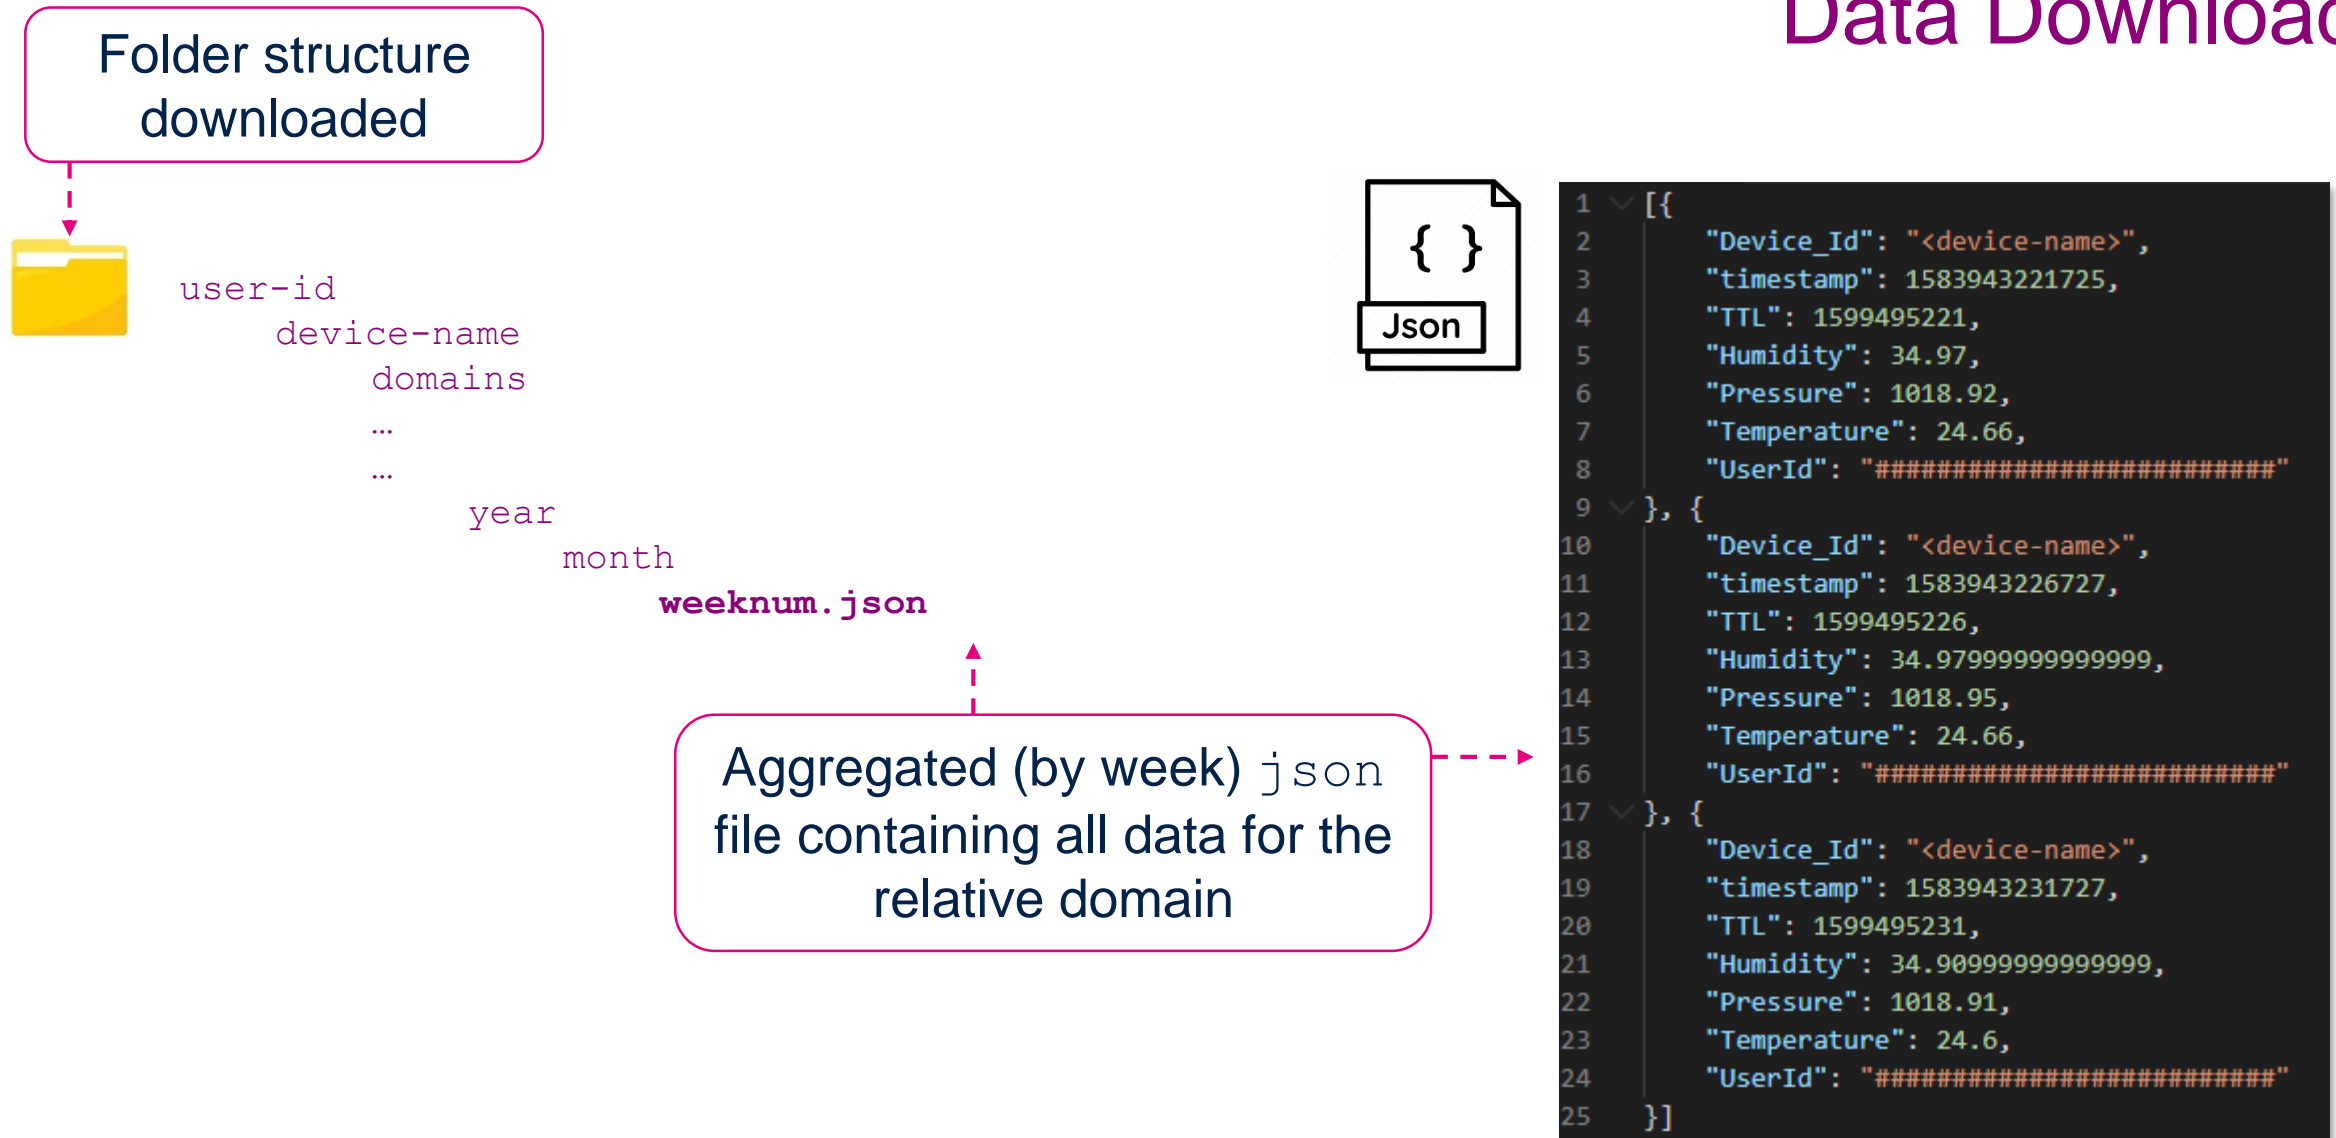 Data Download
Folder structure
downloaded
user-id
device-name
domains
…
…
year
month
weeknum.json
Aggregated (by week) json
file containing all data for the
relative domain
{ }
Json
1 [{
2 "Device_Id": "<device-name>",
3 "timestamp": 1583943221725,
4 "TTL": 1599495221,
5 "Humidity": 34.97,
6 "Pressure": 1018.92,
7 "Temperature": 24.66,
8 "UserId": "##########################"
9 }, {
10 "Device_Id": "<device-name>",
11 "timestamp": 1583943226727,
12 "TTL": 1599495226,
13 "Humidity": 34.97999999999999,
14 "Pressure": 1018.95,
15 "Temperature": 24.66,
16 "UserId": "##########################"
17 }, {
18 "Device_Id": "<device-name>",
19 "timestamp": 1583943231727,
20 "TTL": 1599495231,
21 "Humidity": 34.90999999999999,
22 "Pressure": 1018.91,
23 "Temperature": 24.6,
24 "UserId": "##########################"
25 }]